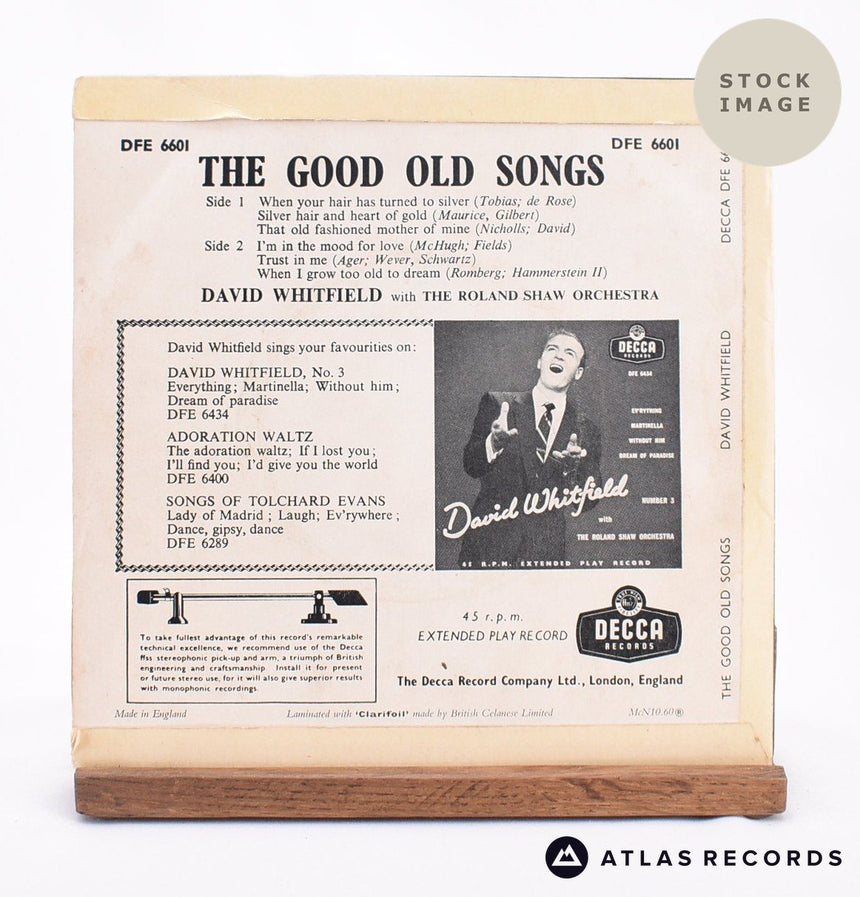 STOCK
IMAGE
DFE 6601
DFE 6601
THE GOOD OLD SONGS
Side 1 When your hair has turned to silver (Tobias; de Rose)
Silver hair and heart of gold (Maurice, Gilbert)
That old fashioned mother of mine (Nicholls; David)
Side 2 I'm in the mood for love (McHugh; Fields)
Trust in me (Ager; Wever, Schwartz)
When I grow too old to dream (Romberg; Hammerstein II)
DAVID WHITFIELD with THE ROLAND SHAW ORCHESTRA
David Whitfield sings your favourites on:
DAVID WHITFIELD, No. 3
Everything; Martinella; Without him;
Dream of paradise
DFE 6434
ADORATION WALTZ
The adoration waltz; If I lost you;
I'll find you; I'd give you the world
DFE 6400
SONGS OF TOLCHARD EVANS
Lady of Madrid; Laugh; Ev'rywhere;
Dance, gipsy, dance
DFE 6289
DECCA
RECORDS
DFE 6434
EV'RYTHING
MARTINELLA
WITHOUT HIM
DREAM OF PARADISE
David Whitfield
NUMBER 3
with
THE ROLAND SHAW ORCHESTRA
45 R.P.M. EXTENDED PLAY RECORD
To take fullest advantage of this record's remarkable
technical excellence, we recommend use of the Decca
ffss stereophonic pick-up and arm, a triumph of British
engineering and craftsmanship. Install it for present
or future stereo use, for it will also give superior results
with monophonic recordings.
45 r.p.m.
EXTENDED PLAY RECORD
DECCA
RECORDS
The Decca Record Company Ltd., London, England
Made in England
Laminated with 'Clarifoil' made by British Celanese Limited
McN10.60®
DECCA DFE
DAVID WHITFIELD
THE GOOD OLD SONGS
ATLAS RECORDS